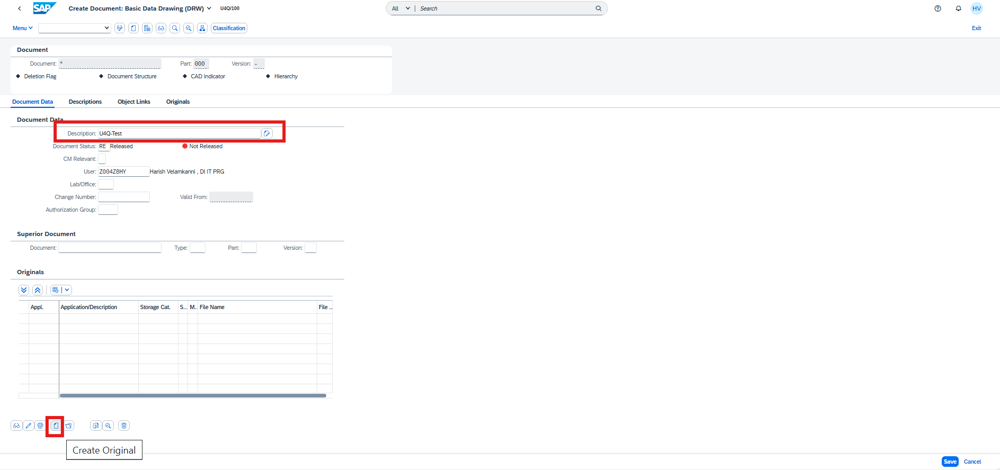 SAP Create Document: Basic Data Drawing (DRW) U4Q/100 All Search HV
Menu Classification Exit
Document
Document: * Part: 000 Version: -
Deletion Flag Document Structure CAD Indicator Hierarchy
Document Data Descriptions Object Links Originals
Document Data
Description: U4Q-Test
Document Status: RE Released Not Released
CM Relevant:
User: Z004Z8HY Harish Velamkanni , DI IT PRG
Lab/Office:
Change Number: Valid From:
Authorization Group:
Superior Document
Document: Type: Part: Version:
Originals
Appl. Application/Description Storage Cat. S... M.. File Name File ..
Create Original
Save Cancel